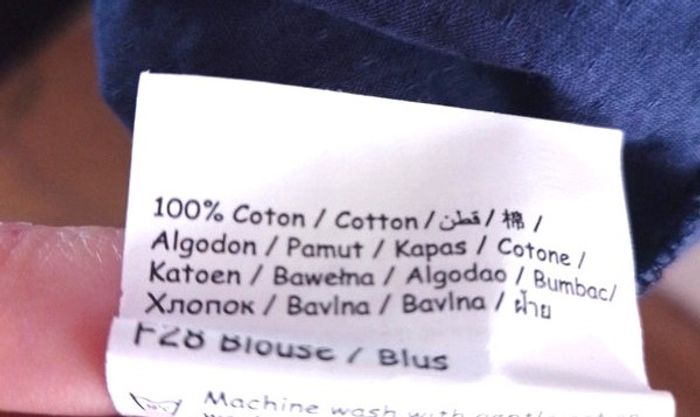 100% Coton / Cotton / قطن / 棉 /
Algodon / Pamut / Kapas / Cotone /
Katoen / Bawełna / Algodao / Bumbac/
Хлопок / Bavlna / Bavlna / ฝ้าย
F28 Blouse / Blus
Machine wash with gentle